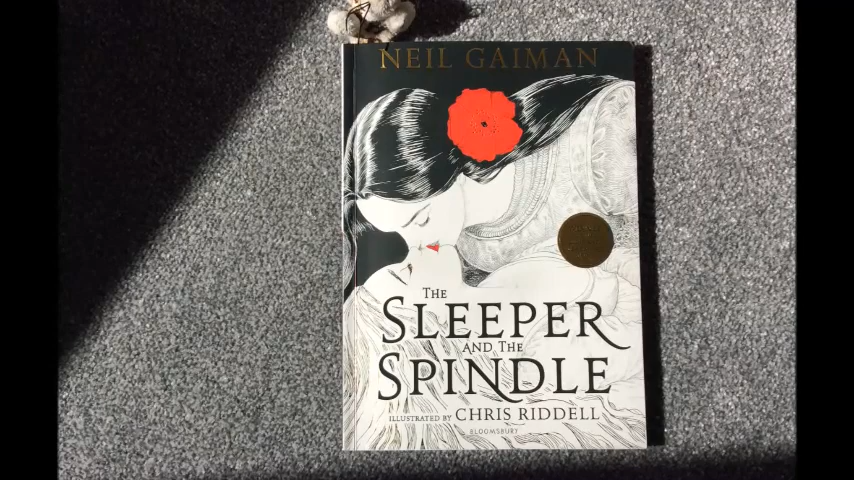 NEIL GAIMAN
THE
SLEEPER
AND THE
SPINDLE
ILLUSTRATED BY CHRIS RIDDELL
BLOOMSBURY